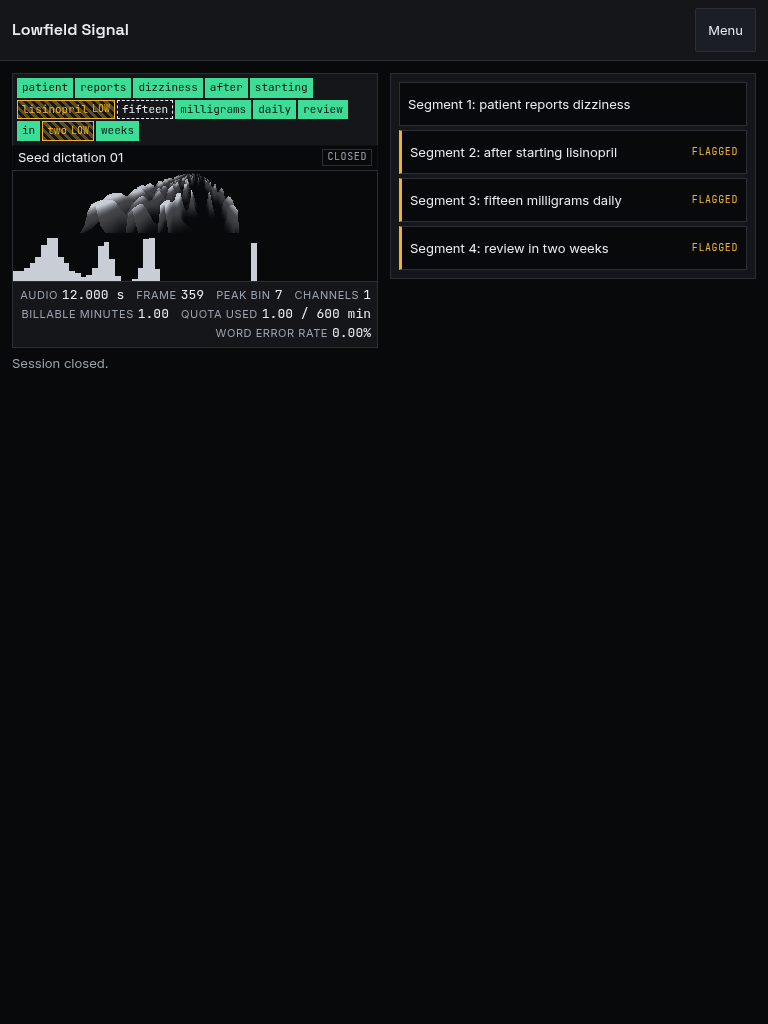 Lowfield Signal
Menu
patient reports dizziness after starting
lisinopril LOW fifteen milligrams daily review
in two LOW weeks
Seed dictation 01
CLOSED
AUDIO 12.000 s FRAME 359 PEAK BIN 7 CHANNELS 1
BILLABLE MINUTES 1.00 QUOTA USED 1.00 / 600 min
WORD ERROR RATE 0.00%
Session closed.
Segment 1: patient reports dizziness
Segment 2: after starting lisinopril FLAGGED
Segment 3: fifteen milligrams daily FLAGGED
Segment 4: review in two weeks FLAGGED